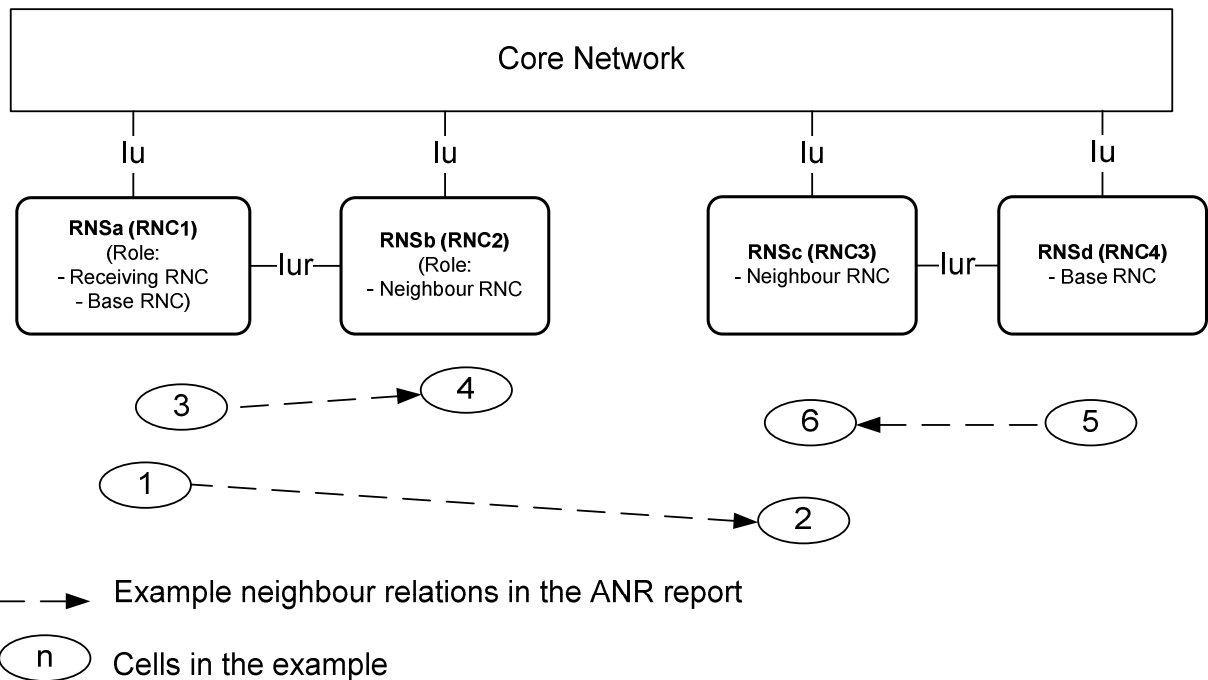 Core Network
Iu
Iu
Iu
Iu
RNSa (RNC1)
(Role:
- Receiving RNC
- Base RNC)
Iur
RNSb (RNC2)
(Role:
- Neighbour RNC
RNSc (RNC3)
- Neighbour RNC
Iur
RNSd (RNC4)
- Base RNC
3
4
6
5
1
2
Example neighbour relations in the ANR report
n
Cells in the example